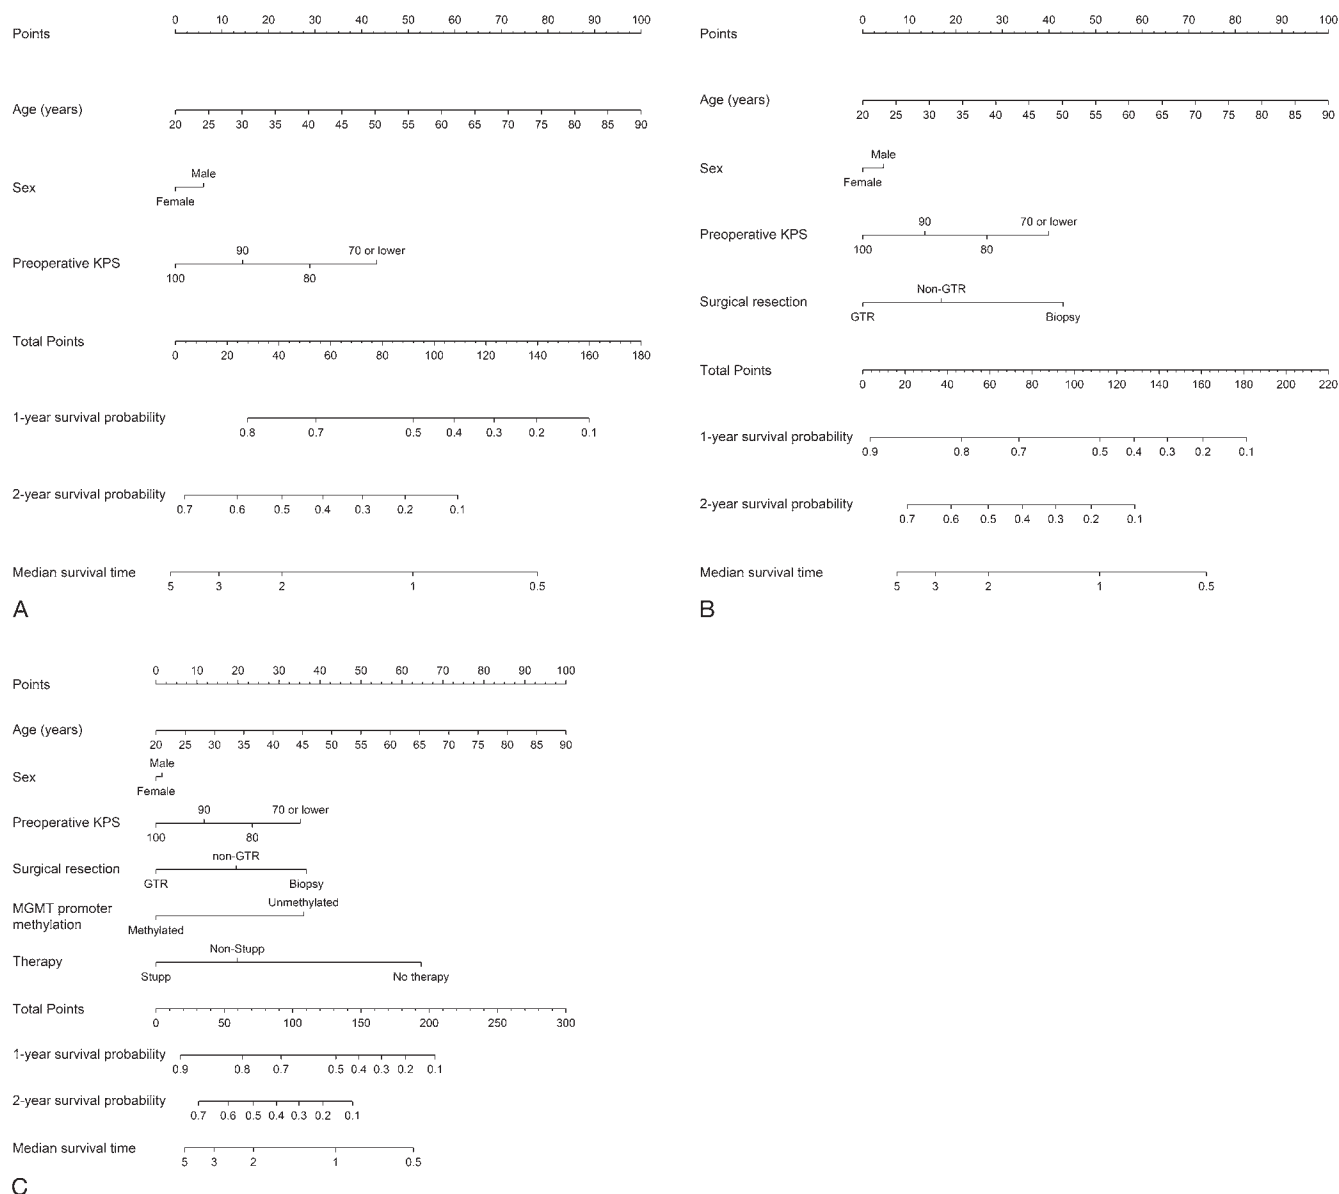 0 10 20 30 40 50 60 70 80 90 100
Points
Age (years)
20 25 30 35 40 45 50 55 60 65 70 75 80 85 90
Male
Sex
Female
90 70 or lower
Preoperative KPS
100 80
Total Points
0 20 40 60 80 100 120 140 160 180
1-year survival probability
0.8 0.7 0.5 0.4 0.3 0.2 0.1
2-year survival probability
0.7 0.6 0.5 0.4 0.3 0.2 0.1
Median survival time
5 3 2 1 0.5
A
0 10 20 30 40 50 60 70 80 90 100
Points
Age (years)
20 25 30 35 40 45 50 55 60 65 70 75 80 85 90
Male
Sex
Female
90 70 or lower
Preoperative KPS
100 80
Non-GTR
Surgical resection
GTR Biopsy
Total Points
0 20 40 60 80 100 120 140 160 180 200 220
1-year survival probability
0.9 0.8 0.7 0.5 0.4 0.3 0.2 0.1
2-year survival probability
0.7 0.6 0.5 0.4 0.3 0.2 0.1
Median survival time
5 3 2 1 0.5
B
0 10 20 30 40 50 60 70 80 90 100
Points
Age (years)
20 25 30 35 40 45 50 55 60 65 70 75 80 85 90
Male
Sex
Female
90 70 or lower
Preoperative KPS
100 80
non-GTR
Surgical resection
GTR Biopsy
Unmethylated
MGMT promoter
methylation
Methylated
Non-Stupp
Therapy
Stupp No therapy
Total Points
0 50 100 150 200 250 300
1-year survival probability
0.9 0.8 0.7 0.5 0.4 0.3 0.2 0.1
2-year survival probability
0.7 0.6 0.5 0.4 0.3 0.2 0.1
Median survival time
5 3 2 1 0.5
C